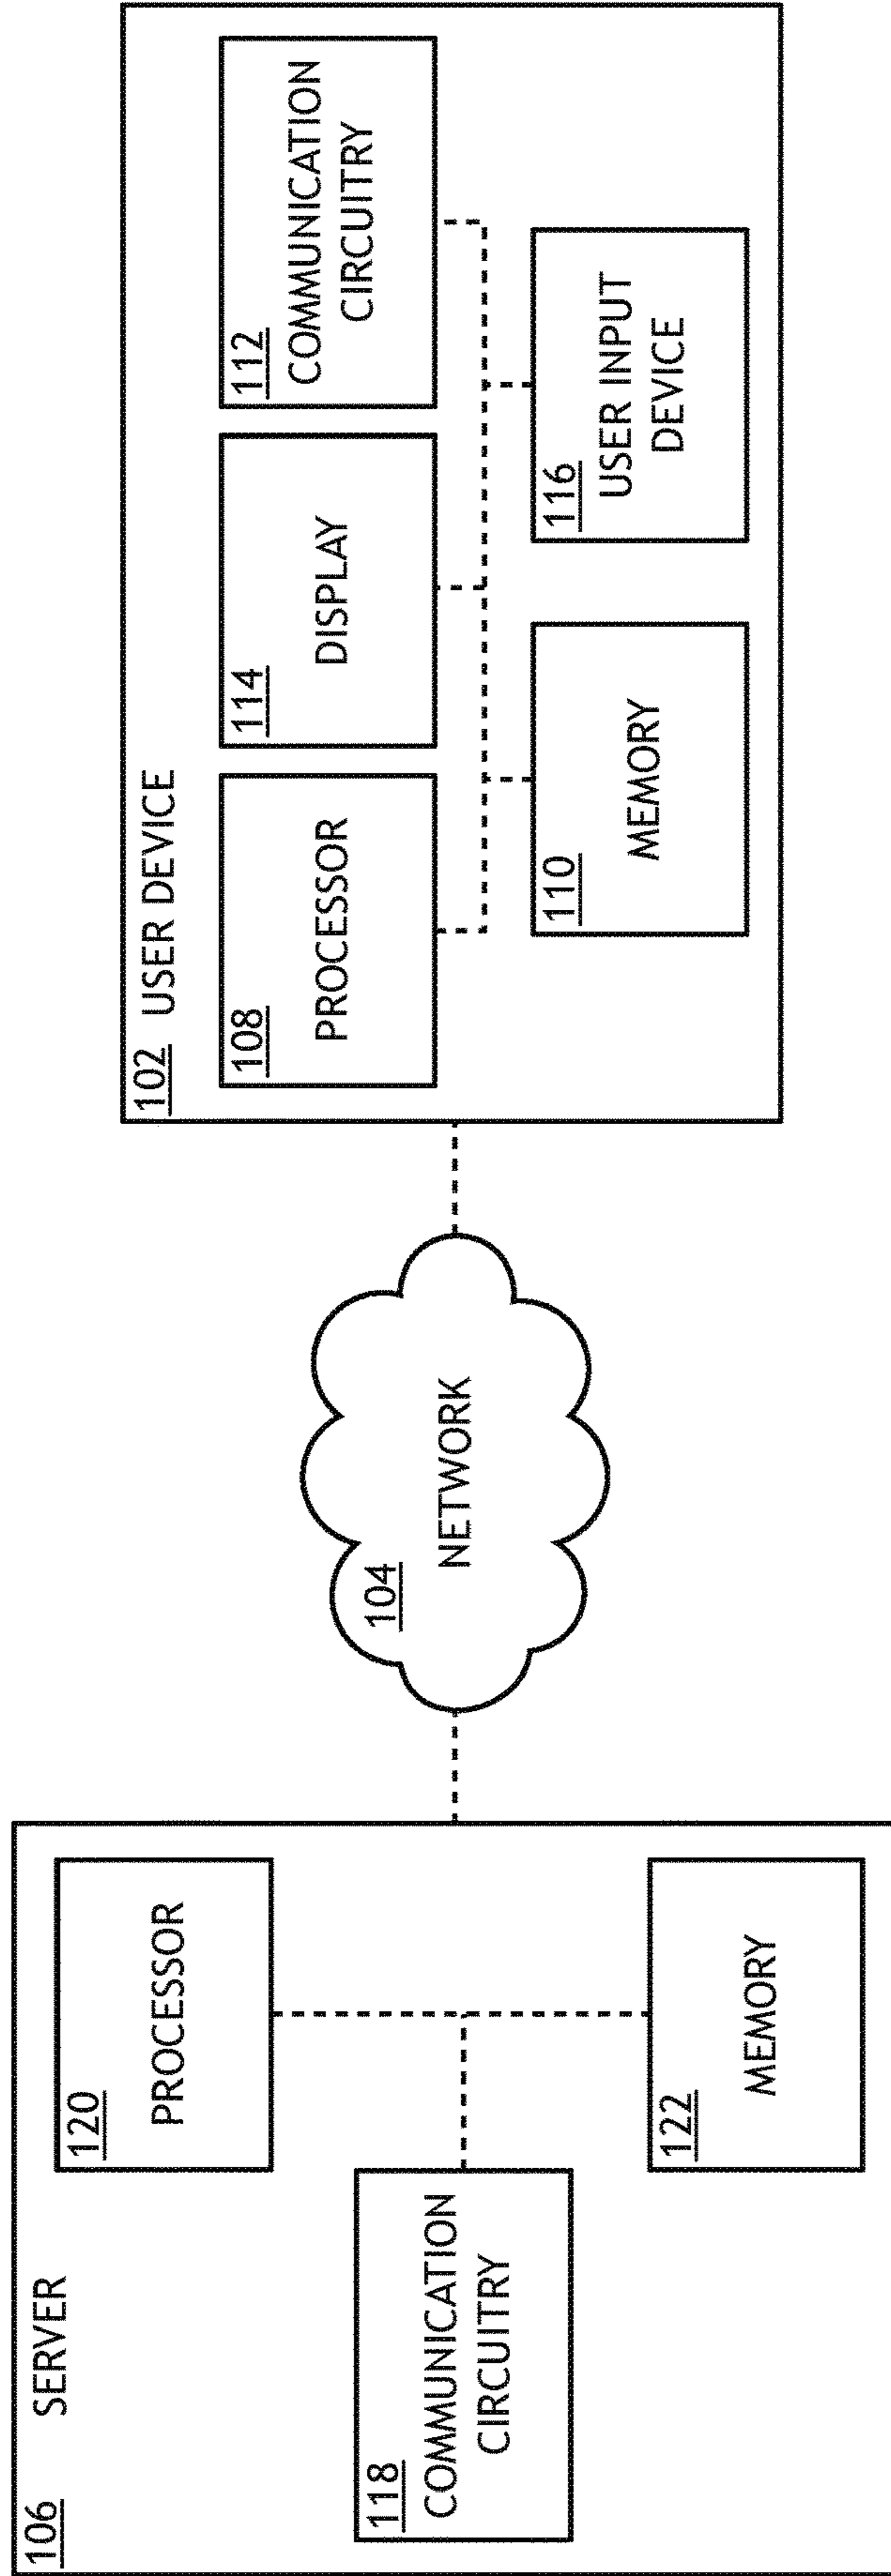 106 SERVER
120
PROCESSOR
118
COMMUNICATION
CIRCUITRY
122
MEMORY
104
NETWORK
102 USER DEVICE
108
PROCESSOR
114
DISPLAY
112
COMMUNICATION
CIRCUITRY
110
MEMORY
116
USER INPUT
DEVICE